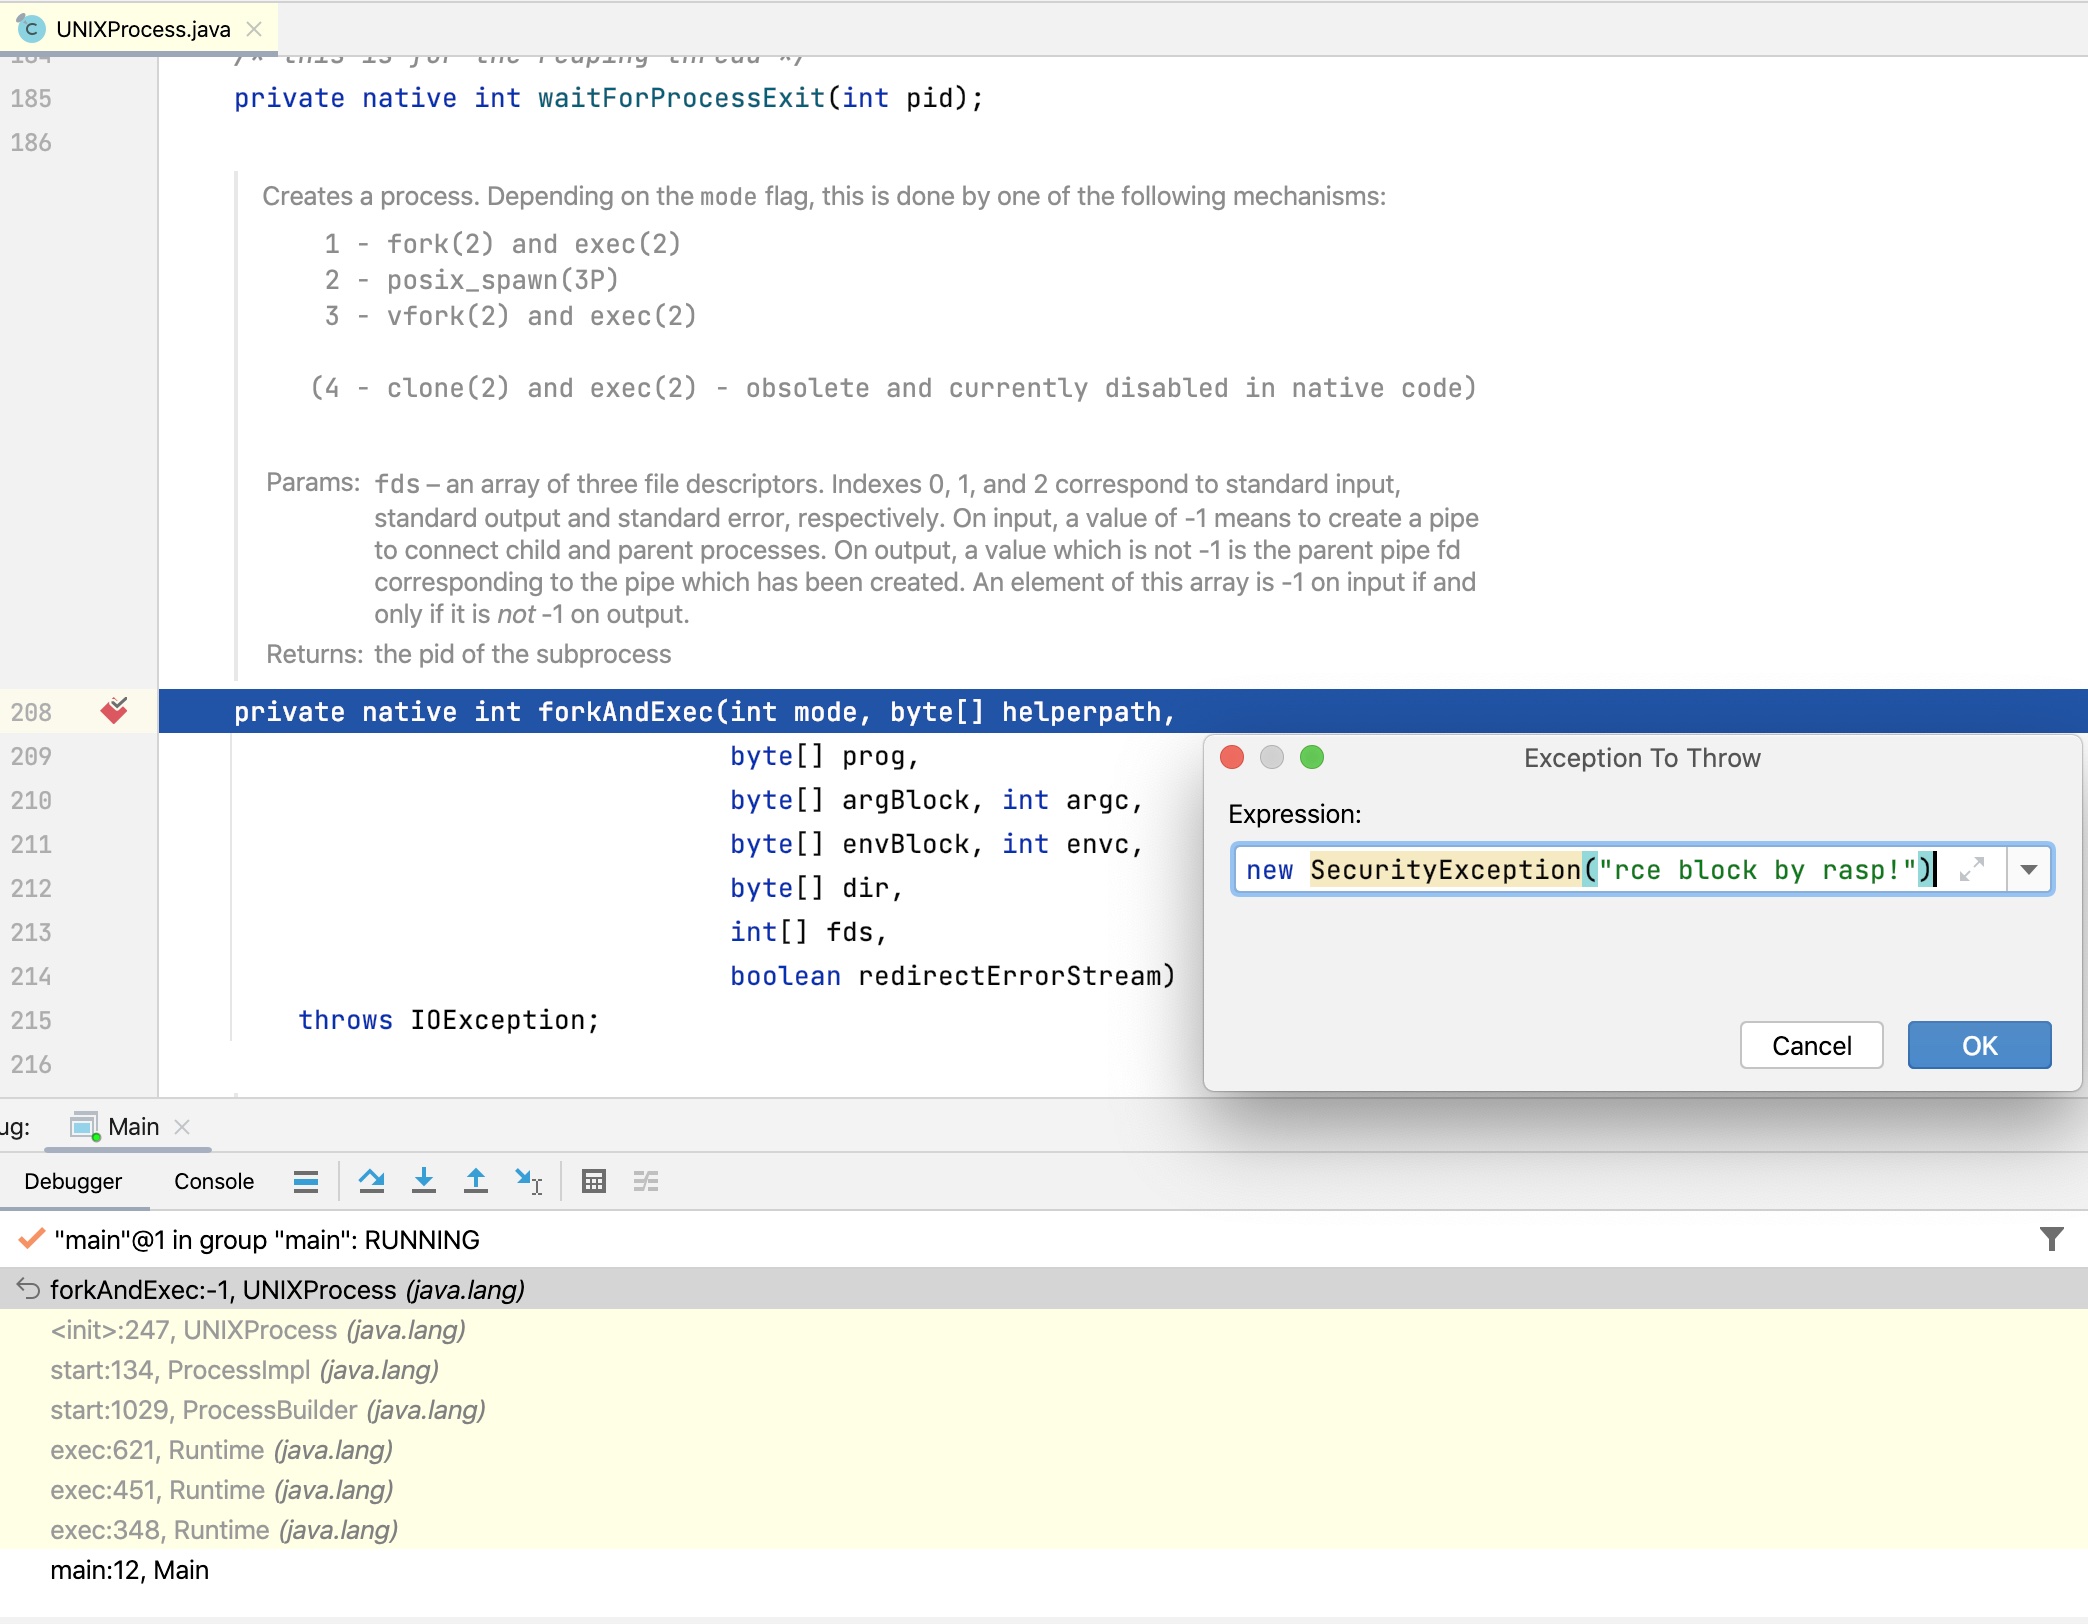 UNIXProcess.java
/* this is for the reaping thread */
185 private native int waitForProcessExit(int pid);
186
Creates a process. Depending on the mode flag, this is done by one of the following mechanisms:
1 - fork(2) and exec(2)
2 - posix_spawn(3P)
3 - vfork(2) and exec(2)
(4 - clone(2) and exec(2) - obsolete and currently disabled in native code)
Params: fds – an array of three file descriptors. Indexes 0, 1, and 2 correspond to standard input,
standard output and standard error, respectively. On input, a value of -1 means to create a pipe
to connect child and parent processes. On output, a value which is not -1 is the parent pipe fd
corresponding to the pipe which has been created. An element of this array is -1 on input if and
only if it is not -1 on output.
Returns: the pid of the subprocess
208 private native int forkAndExec(int mode, byte[] helperpath,
209 byte[] prog,
210 byte[] argBlock, int argc,
211 byte[] envBlock, int envc,
212 byte[] dir,
213 int[] fds,
214 boolean redirectErrorStream)
215 throws IOException;
216
Exception To Throw
Expression:
new SecurityException("rce block by rasp!")
Cancel OK
ug: Main
Debugger Console
"main"@1 in group "main": RUNNING
forkAndExec:-1, UNIXProcess (java.lang)
<init>:247, UNIXProcess (java.lang)
start:134, ProcessImpl (java.lang)
start:1029, ProcessBuilder (java.lang)
exec:621, Runtime (java.lang)
exec:451, Runtime (java.lang)
exec:348, Runtime (java.lang)
main:12, Main